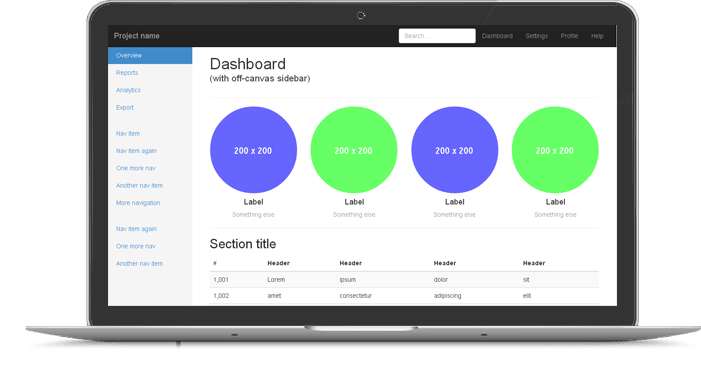 Project name
Search...
Dashboard
Settings
Profile
Help
Overview
Reports
Analytics
Export
Nav item
Nav item again
One more nav
Another nav item
More navigation
Nav item again
One more nav
Another nav item
Dashboard
(with off-canvas sidebar)
200 x 200
200 x 200
200 x 200
200 x 200
Label
Label
Label
Label
Something else
Something else
Something else
Something else
Section title
# Header Header Header Header
1,001 Lorem ipsum dolor sit
1,002 amet consectetur adipiscing elit